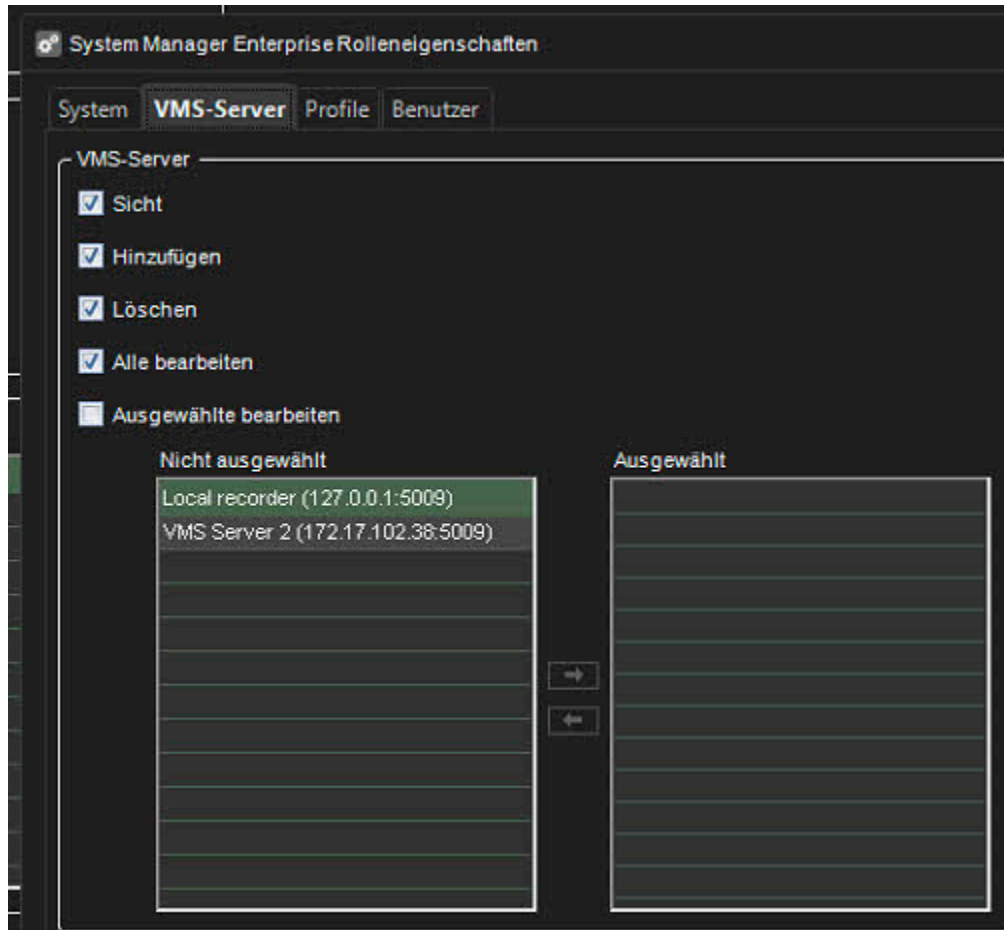 System Manager Enterprise Rolleneigenschaften
System VMS-Server Profile Benutzer
VMS-Server
Sicht
Hinzufügen
Löschen
Alle bearbeiten
Ausgewählte bearbeiten
Nicht ausgewählt Ausgewählt
Local recorder (127.0.0.1:5009)
VMS Server 2 (172.17.102.38:5009)